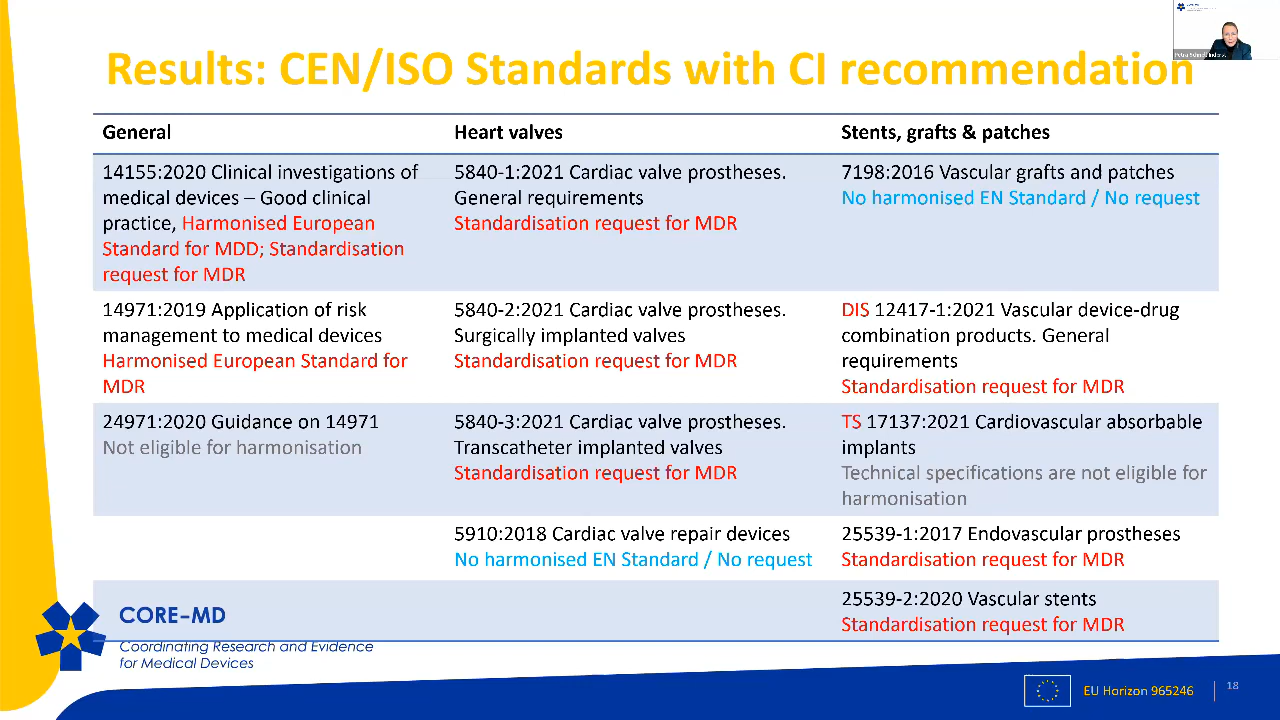 Results: CEN/ISO Standards with CI recommendation
General
Heart valves
Stents, grafts & patches
14155:2020 Clinical investigations of
medical devices – Good clinical
practice, Harmonised European
Standard for MDD; Standardisation
request for MDR
5840-1:2021 Cardiac valve prostheses.
General requirements
Standardisation request for MDR
7198:2016 Vascular grafts and patches
No harmonised EN Standard / No request
14971:2019 Application of risk
management to medical devices
Harmonised European Standard for
MDR
5840-2:2021 Cardiac valve prostheses.
Surgically implanted valves
Standardisation request for MDR
DIS 12417-1:2021 Vascular device-drug
combination products. General
requirements
Standardisation request for MDR
24971:2020 Guidance on 14971
Not eligible for harmonisation
5840-3:2021 Cardiac valve prostheses.
Transcatheter implanted valves
Standardisation request for MDR
TS 17137:2021 Cardiovascular absorbable
implants
Technical specifications are not eligible for
harmonisation
5910:2018 Cardiac valve repair devices
No harmonised EN Standard / No request
25539-1:2017 Endovascular prostheses
Standardisation request for MDR
25539-2:2020 Vascular stents
Standardisation request for MDR
CORE–MD
Coordinating Research and Evidence
for Medical Devices
EU Horizon 965246
18